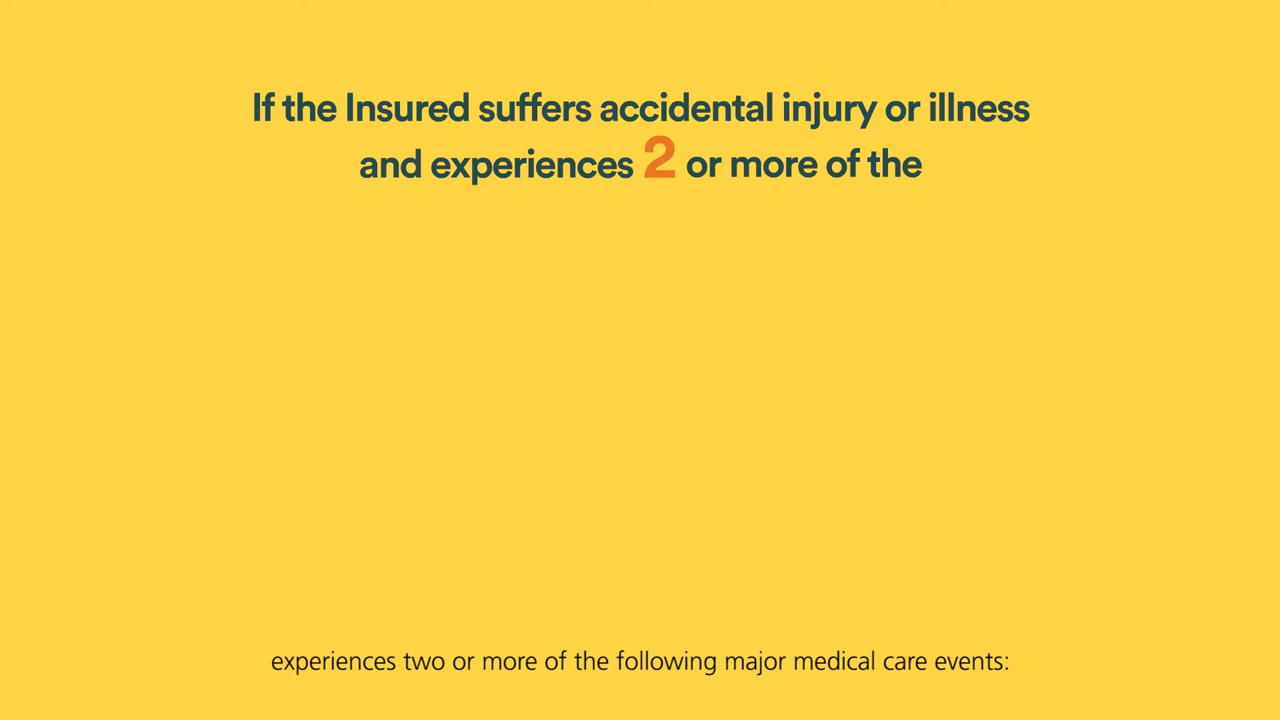 If the Insured suffers accidental injury or illness
and experiences 2 or more of the
experiences two or more of the following major medical care events: